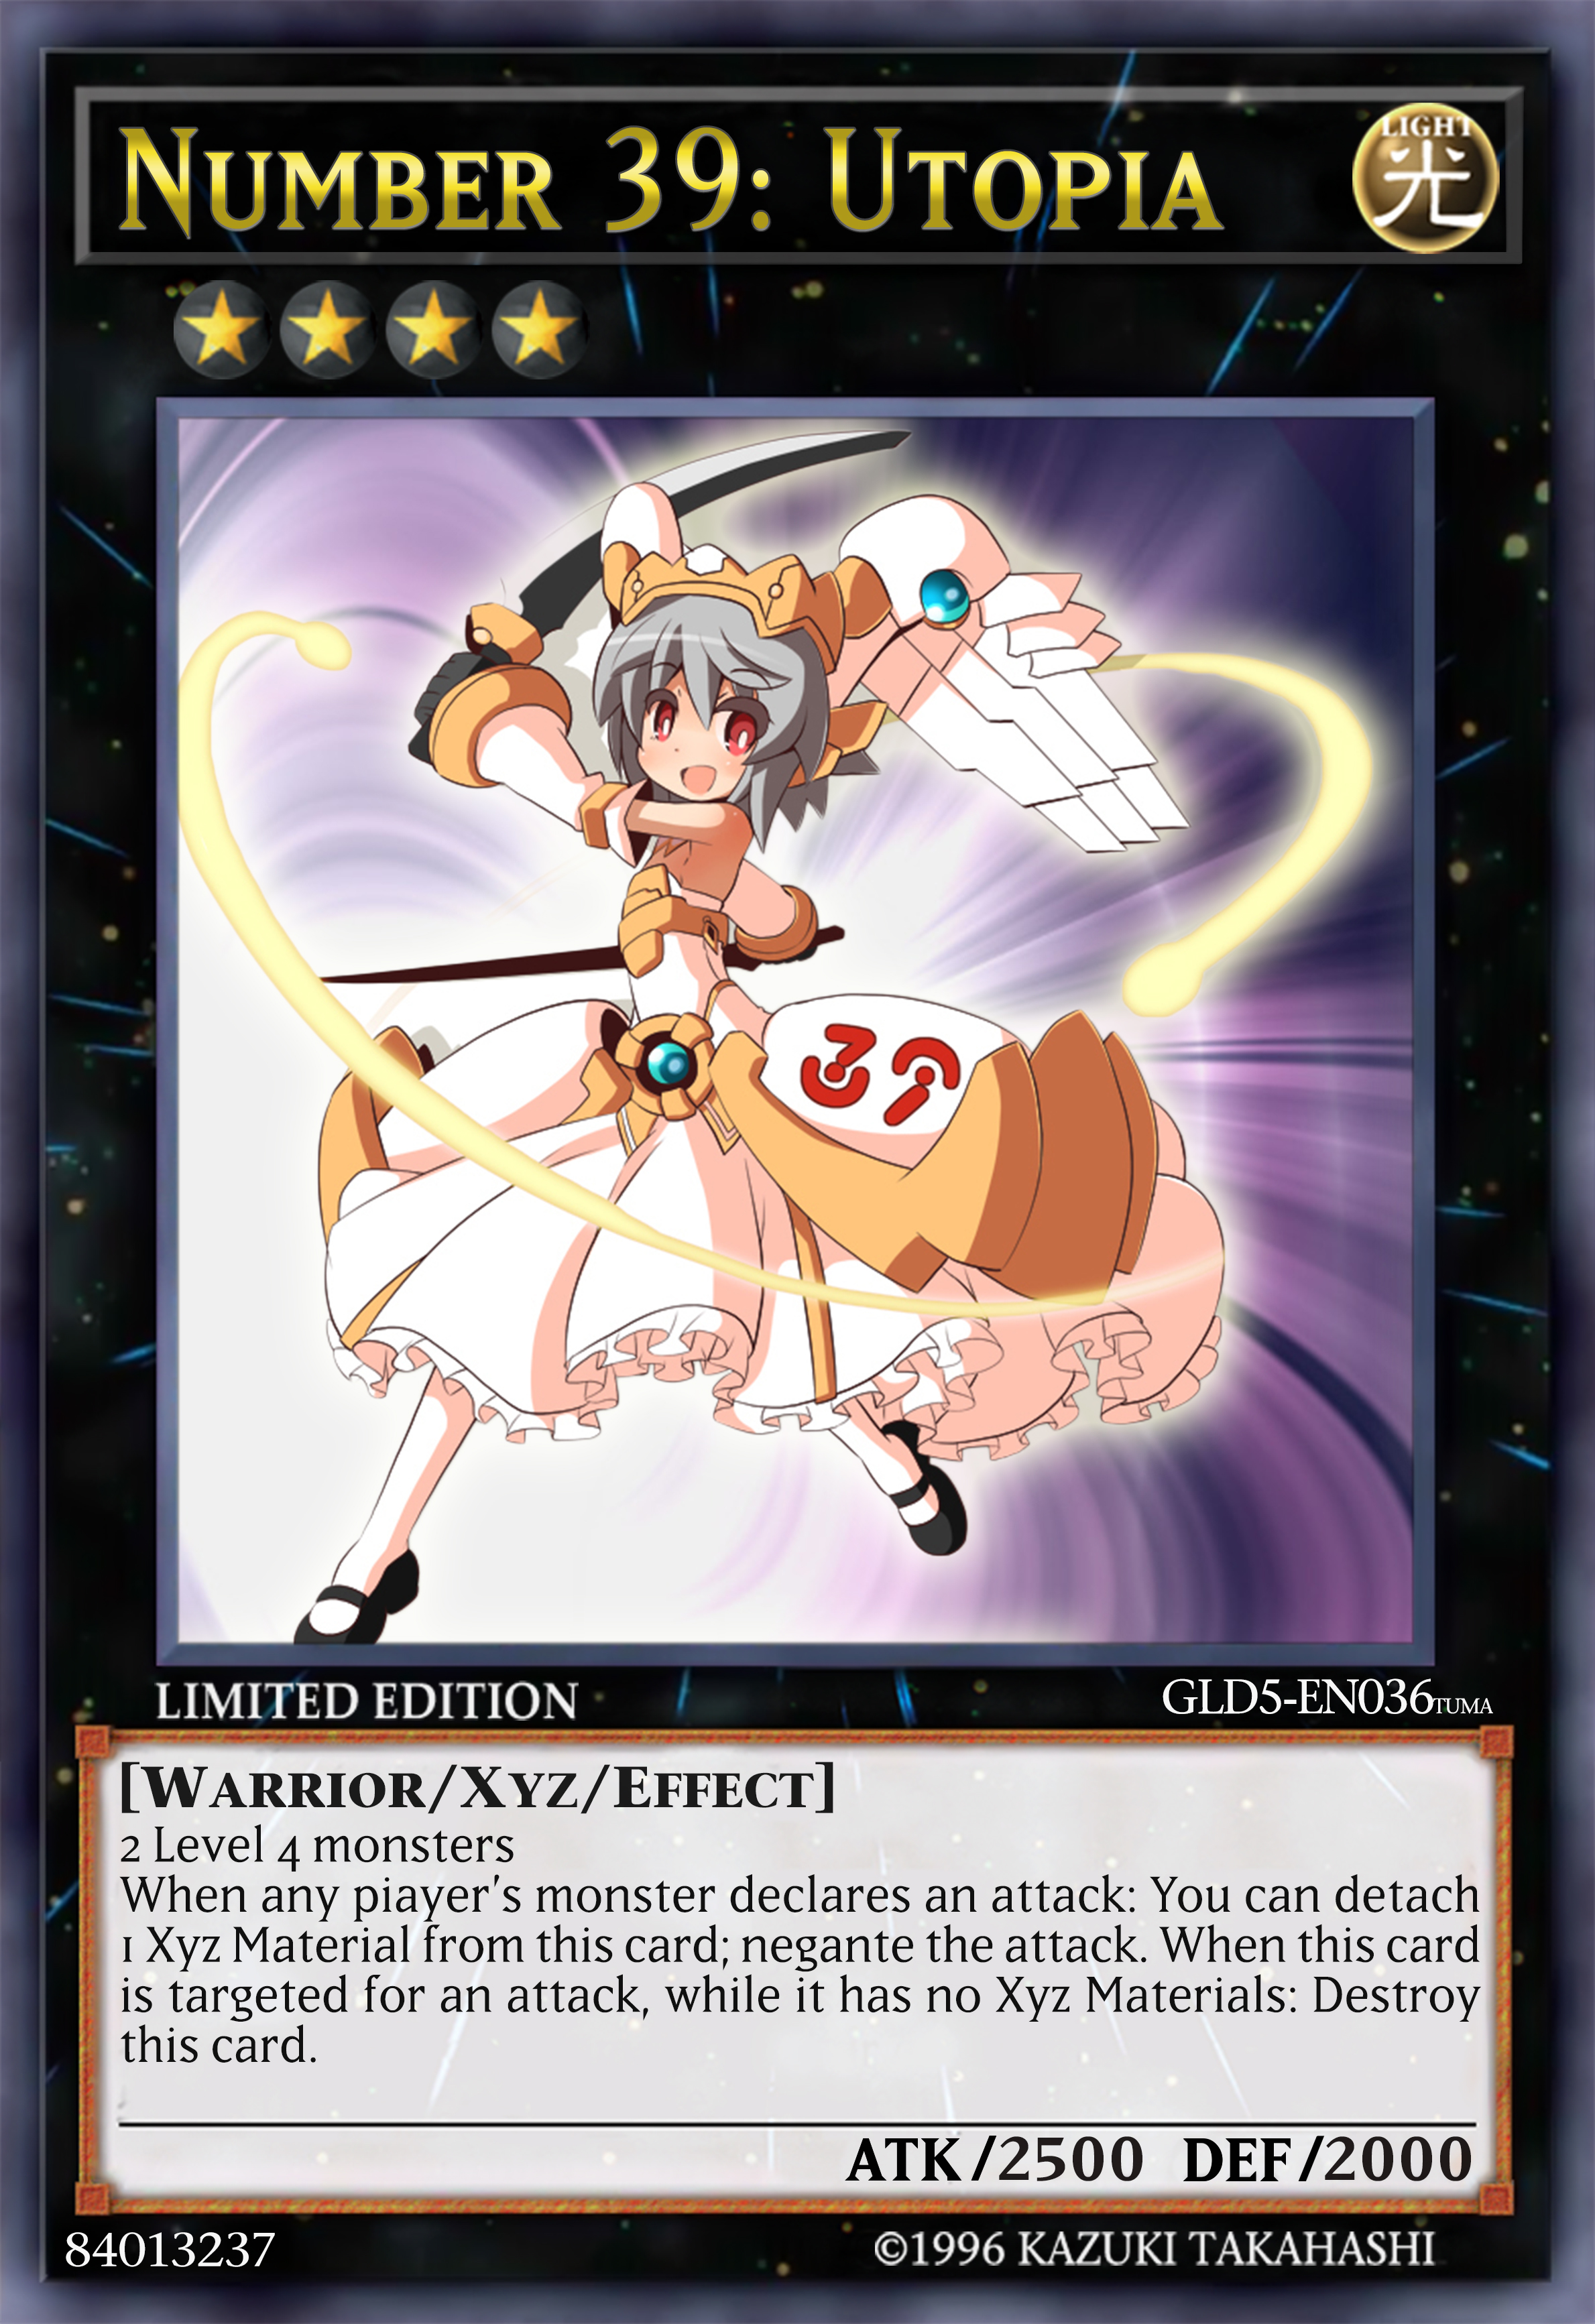 Number 39: Utopia
LIGHT
光
39
LIMITED EDITION
GLD5-EN036TUMA
[Warrior/Xyz/Effect]
2 Level 4 monsters
When any piayer's monster declares an attack: You can detach
1 Xyz Material from this card; negante the attack. When this card
is targeted for an attack, while it has no Xyz Materials: Destroy
this card.
ATK/2500 DEF/2000
84013237
©1996 KAZUKI TAKAHASHI